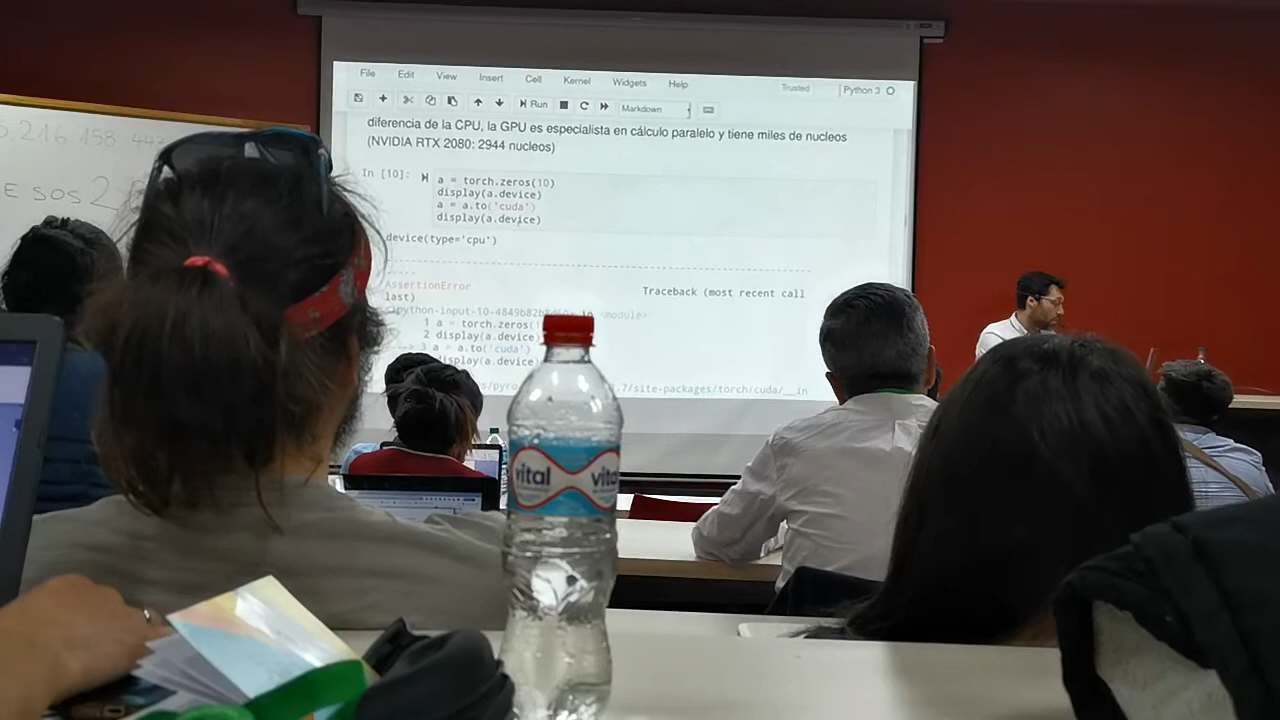 File Edit View Insert Cell Kernel Widgets Help Trusted Python 3
Run Markdown
diferencia de la CPU, la GPU es especialista en cálculo paralelo y tiene miles de nucleos
(NVIDIA RTX 2080: 2944 nucleos)
In [10]: a = torch.zeros(10)
display(a.device)
a = a.to('cuda')
display(a.device)
device(type='cpu')
AssertionError Traceback (most recent call
last)
in <module>
1 a = torch.zeros(
2 display(a.device
3 a = a.to('cuda')
display(a.device
.7/site-packages/torch/cuda/__in
.216 158 
E SOS 2
vital